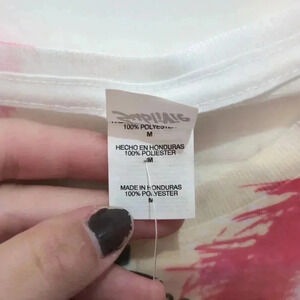 100% POLYESTER
M
HECHO EN HONDURAS
100% POLIESTER
M
MADE IN HONDURAS
100% POLYESTER
M